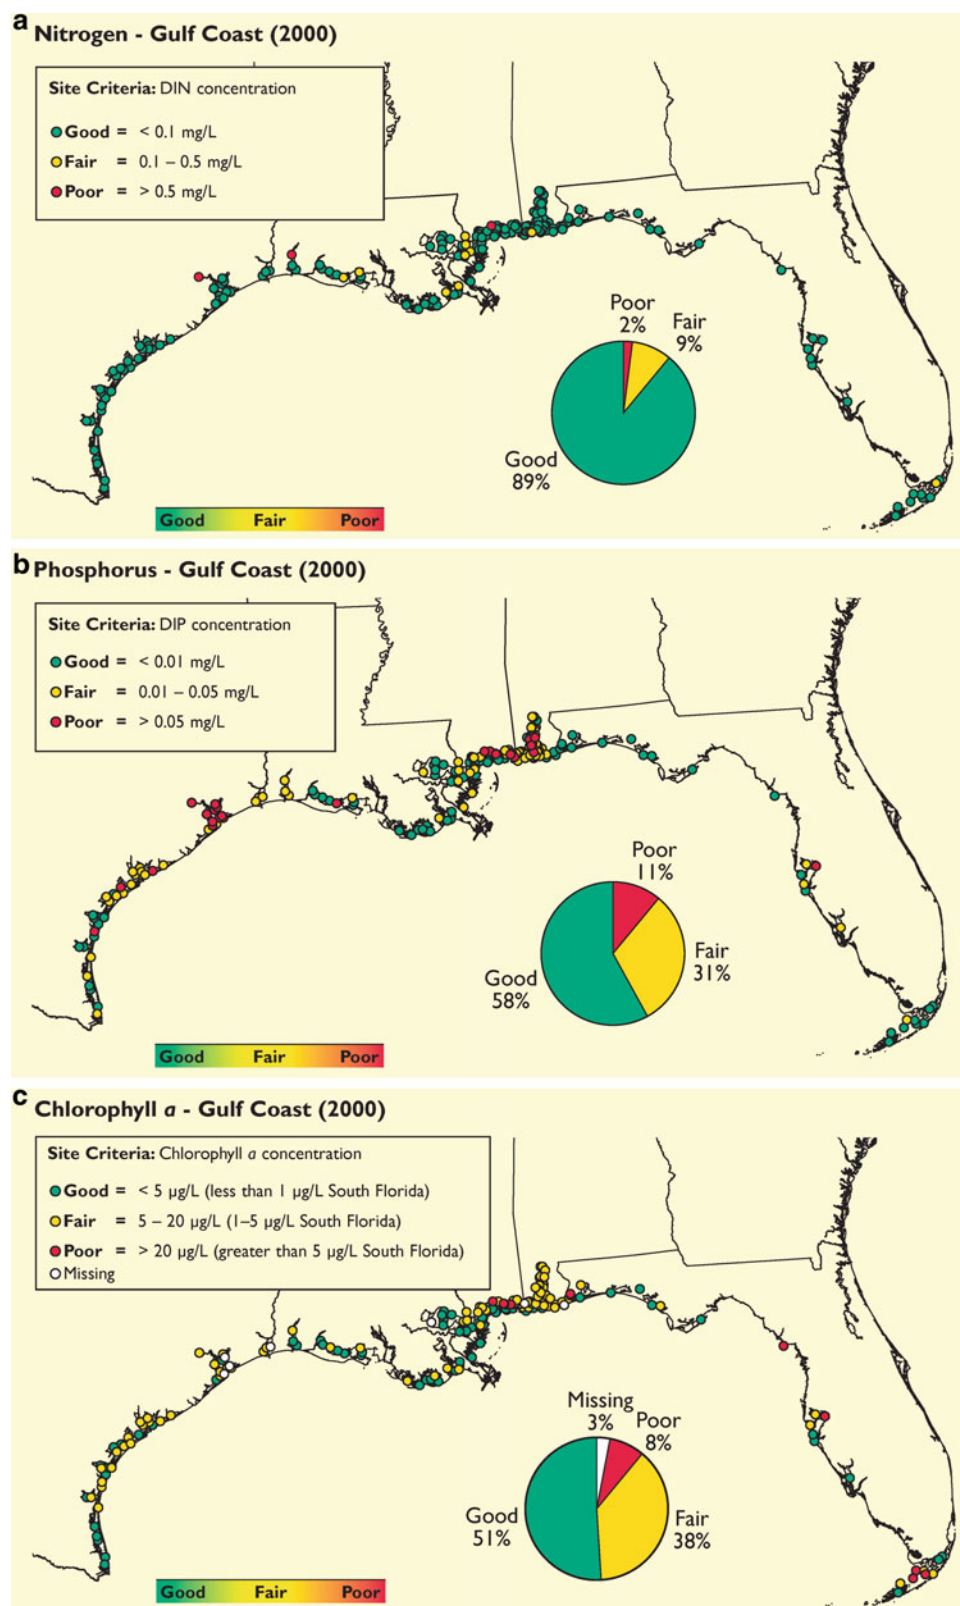 a
Nitrogen - Gulf Coast (2000)
Site Criteria: DIN concentration
Good = < 0.1 mg/L
Fair = 0.1 – 0.5 mg/L
Poor = > 0.5 mg/L
Poor
2%
Fair
9%
Good
89%
Good Fair Poor
b
Phosphorus - Gulf Coast (2000)
Site Criteria: DIP concentration
Good = < 0.01 mg/L
Fair = 0.01 – 0.05 mg/L
Poor = > 0.05 mg/L
Poor
11%
Fair
31%
Good
58%
Good Fair Poor
c
Chlorophyll a - Gulf Coast (2000)
Site Criteria: Chlorophyll a concentration
Good = < 5 µg/L (less than 1 µg/L South Florida)
Fair = 5 – 20 µg/L (1–5 µg/L South Florida)
Poor = > 20 µg/L (greater than 5 µg/L South Florida)
Missing
Missing
3%
Poor
8%
Good
51%
Fair
38%
Good Fair Poor